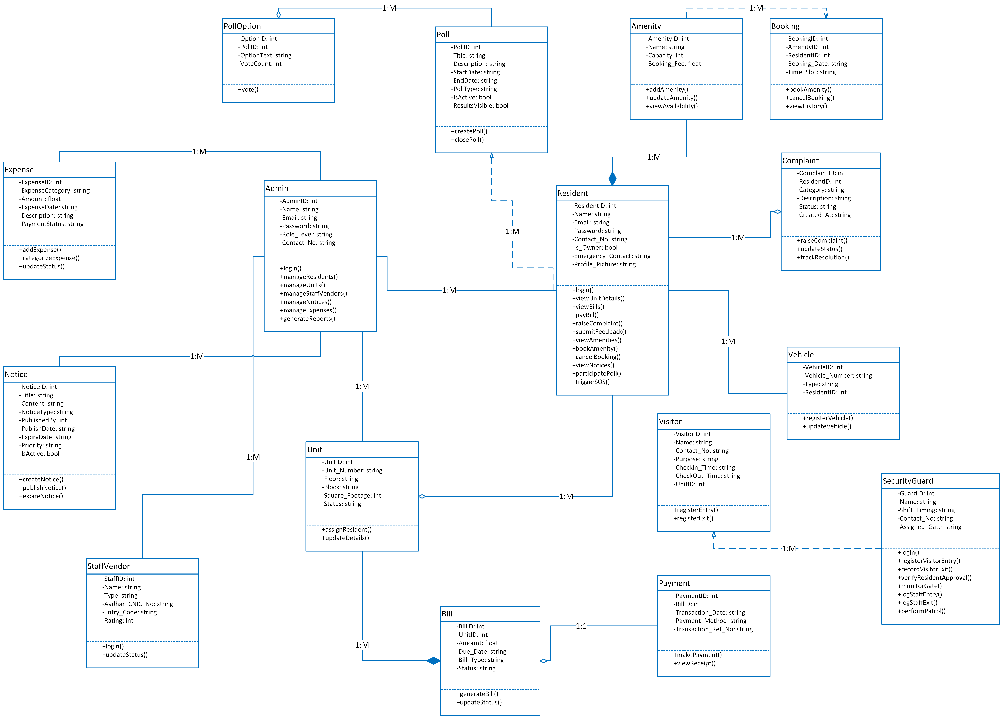 1:M
PollOption
-OptionID: int
-PollID: int
-OptionText: string
-VoteCount: int
+vote()
Poll
-PollID: int
-Title: string
-Description: string
-StartDate: string
-EndDate: string
-PollType: string
-IsActive: bool
-ResultsVisible: bool
+createPoll()
+closePoll()
1:M
Amenity
-AmenityID: int
-Name: string
-Capacity: int
-Booking_Fee: float
+addAmenity()
+updateAmenity()
+viewAvailability()
Booking
-BookingID: int
-AmenityID: int
-ResidentID: int
-Booking_Date: string
-Time_Slot: string
+bookAmenity()
+cancelBooking()
+viewHistory()
1:M
Expense
-ExpenseID: int
-ExpenseCategory: string
-Amount: float
-ExpenseDate: string
-Description: string
-PaymentStatus: string
+addExpense()
+categorizeExpense()
+updateStatus()
Admin
-AdminID: int
-Name: string
-Email: string
-Password: string
-Role_Level: string
-Contact_No: string
+login()
+manageResidents()
+manageUnits()
+manageStaffVendors()
+manageNotices()
+manageExpenses()
+generateReports()
1:M
1:M
1:M
Resident
-ResidentID: int
-Name: string
-Email: string
-Password: string
-Contact_No: string
-Is_Owner: bool
-Emergency_Contact: string
-Profile_Picture: string
+login()
+viewUnitDetails()
+viewBills()
+payBill()
+raiseComplaint()
+submitFeedback()
+viewAmenities()
+bookAmenity()
+cancelBooking()
+viewNotices()
+participatePoll()
+triggerSOS()
Complaint
-ComplaintID: int
-ResidentID: int
-Category: string
-Description: string
-Status: string
-Created_At: string
+raiseComplaint()
+updateStatus()
+trackResolution()
1:M
1:M
Vehicle
-VehicleID: int
-Vehicle_Number: string
-Type: string
-ResidentID: int
+registerVehicle()
+updateVehicle()
1:M
Notice
-NoticeID: int
-Title: string
-Content: string
-NoticeType: string
-PublishedBy: int
-PublishDate: string
-ExpiryDate: string
-Priority: string
-IsActive: bool
+createNotice()
+publishNotice()
+expireNotice()
1:M
1:M
Unit
-UnitID: int
-Unit_Number: string
-Floor: string
-Block: string
-Square_Footage: int
-Status: string
+assignResident()
+updateDetails()
1:M
Visitor
-VisitorID: int
-Name: string
-Contact_No: string
-Purpose: string
-CheckIn_Time: string
-CheckOut_Time: string
-UnitID: int
+registerEntry()
+registerExit()
1:M
SecurityGuard
-GuardID: int
-Name: string
-Shift_Timing: string
-Contact_No: string
-Assigned_Gate: string
+login()
+registerVisitorEntry()
+recordVisitorExit()
+verifyResidentApproval()
+monitorGate()
+logStaffEntry()
+logStaffExit()
+performPatrol()
StaffVendor
-StaffID: int
-Name: string
-Type: string
-Aadhar_CNIC_No: string
-Entry_Code: string
-Rating: int
+login()
+updateStatus()
1:M
Bill
-BillID: int
-UnitID: int
-Amount: float
-Due_Date: string
-Bill_Type: string
-Status: string
+generateBill()
+updateStatus()
1:1
Payment
-PaymentID: int
-BillID: int
-Transaction_Date: string
-Payment_Method: string
-Transaction_Ref_No: string
+makePayment()
+viewReceipt()